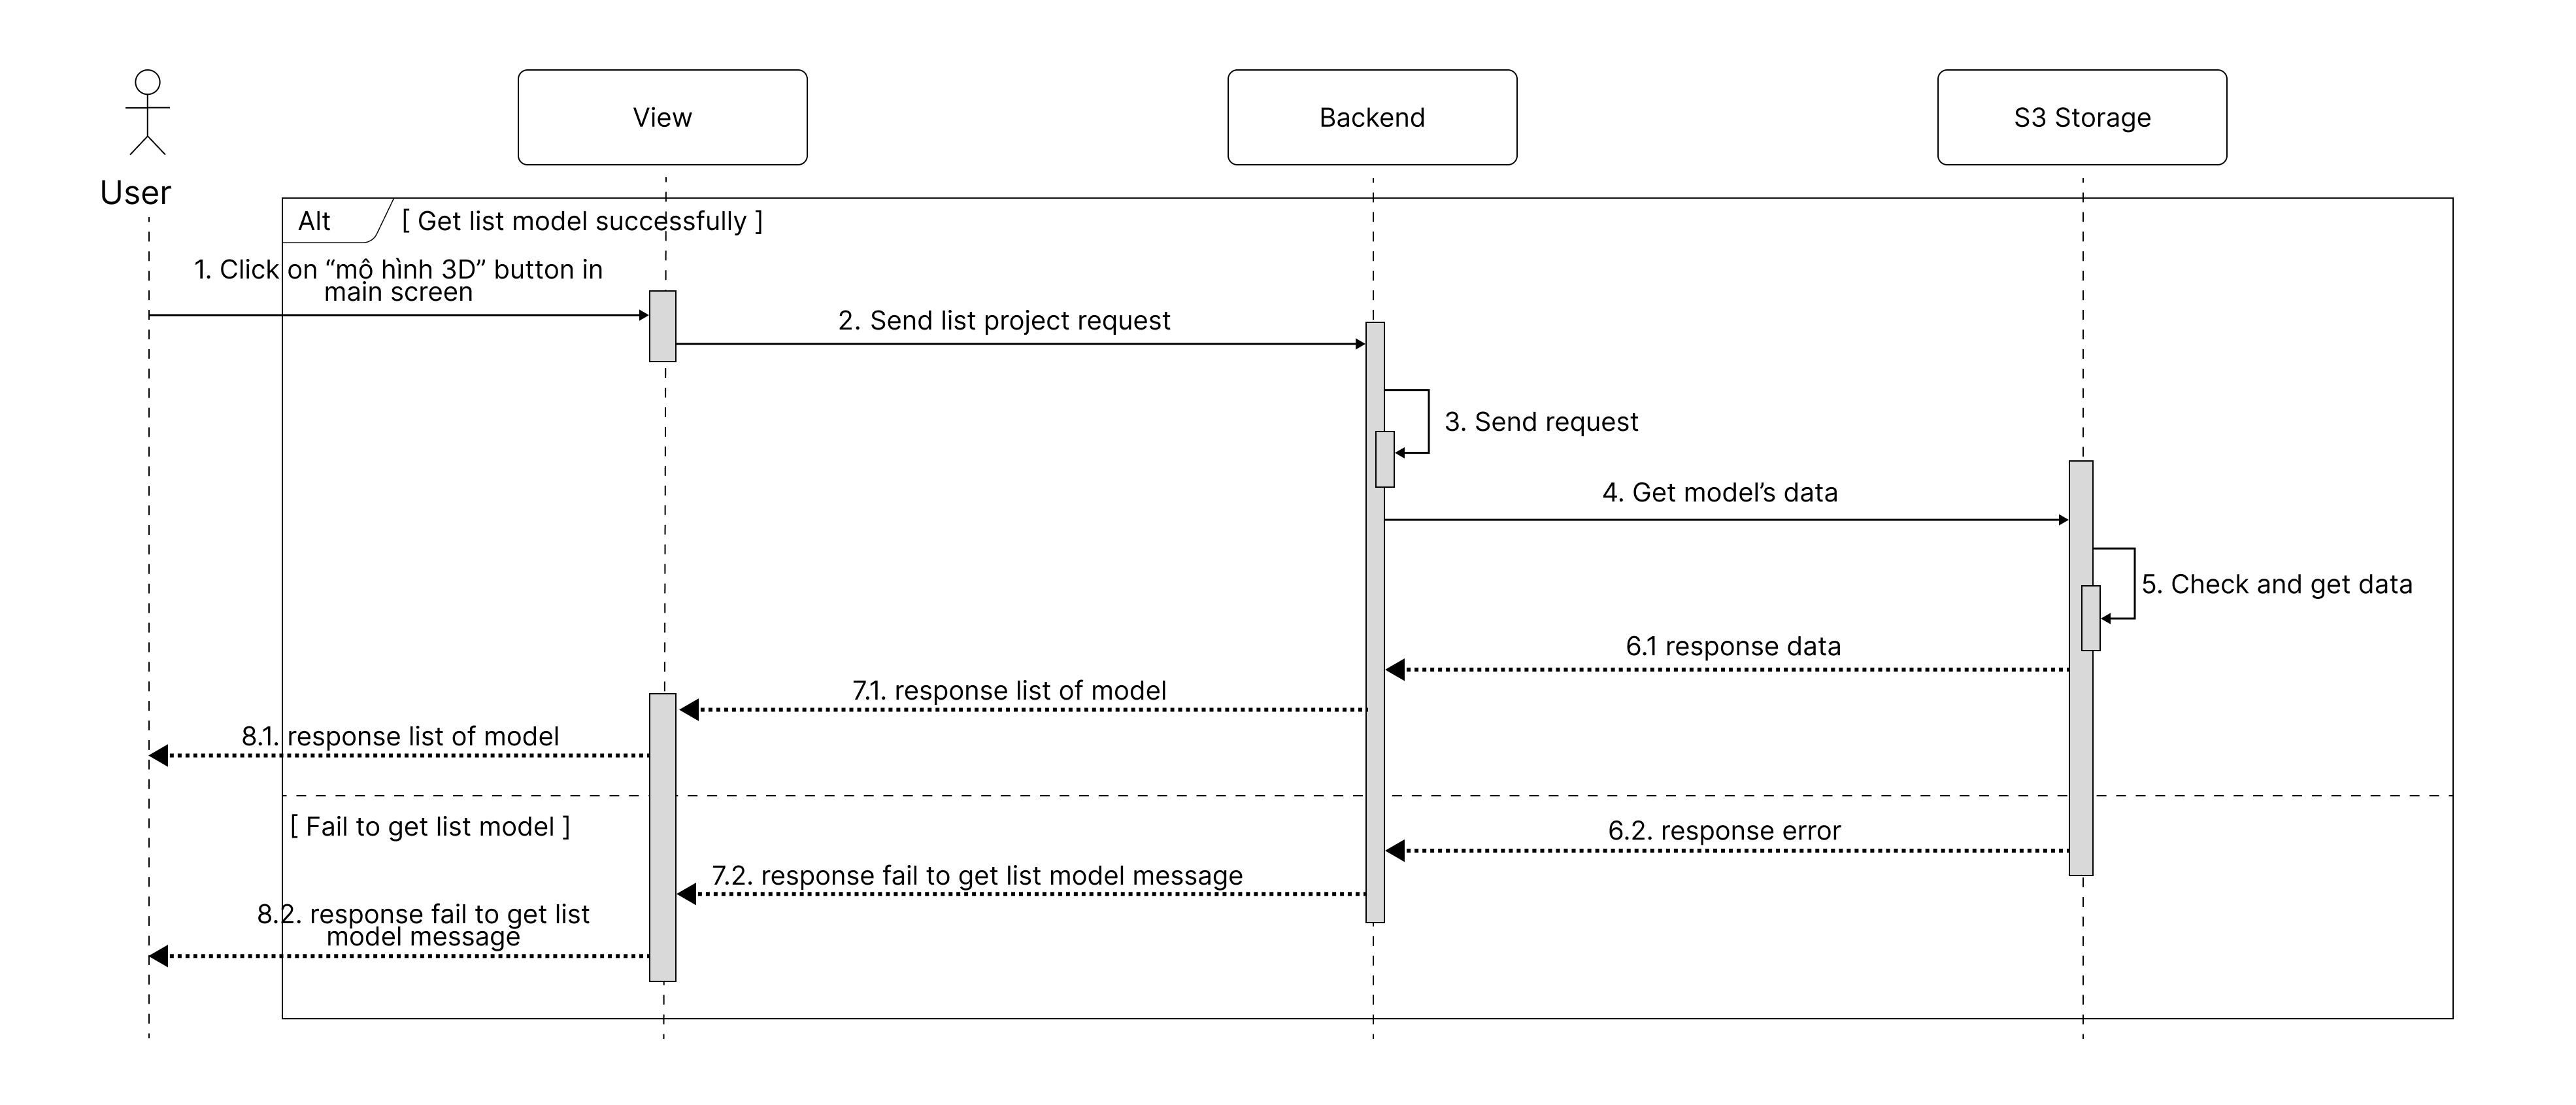 View
Backend
S3 Storage
User
Alt
[ Get list model successfully ]
1. Click on “mô hình 3D” button in
main screen
2. Send list project request
3. Send request
4. Get model’s data
5. Check and get data
6.1 response data
7.1. response list of model
8.1. response list of model
[ Fail to get list model ]
6.2. response error
7.2. response fail to get list model message
8.2. response fail to get list
model message